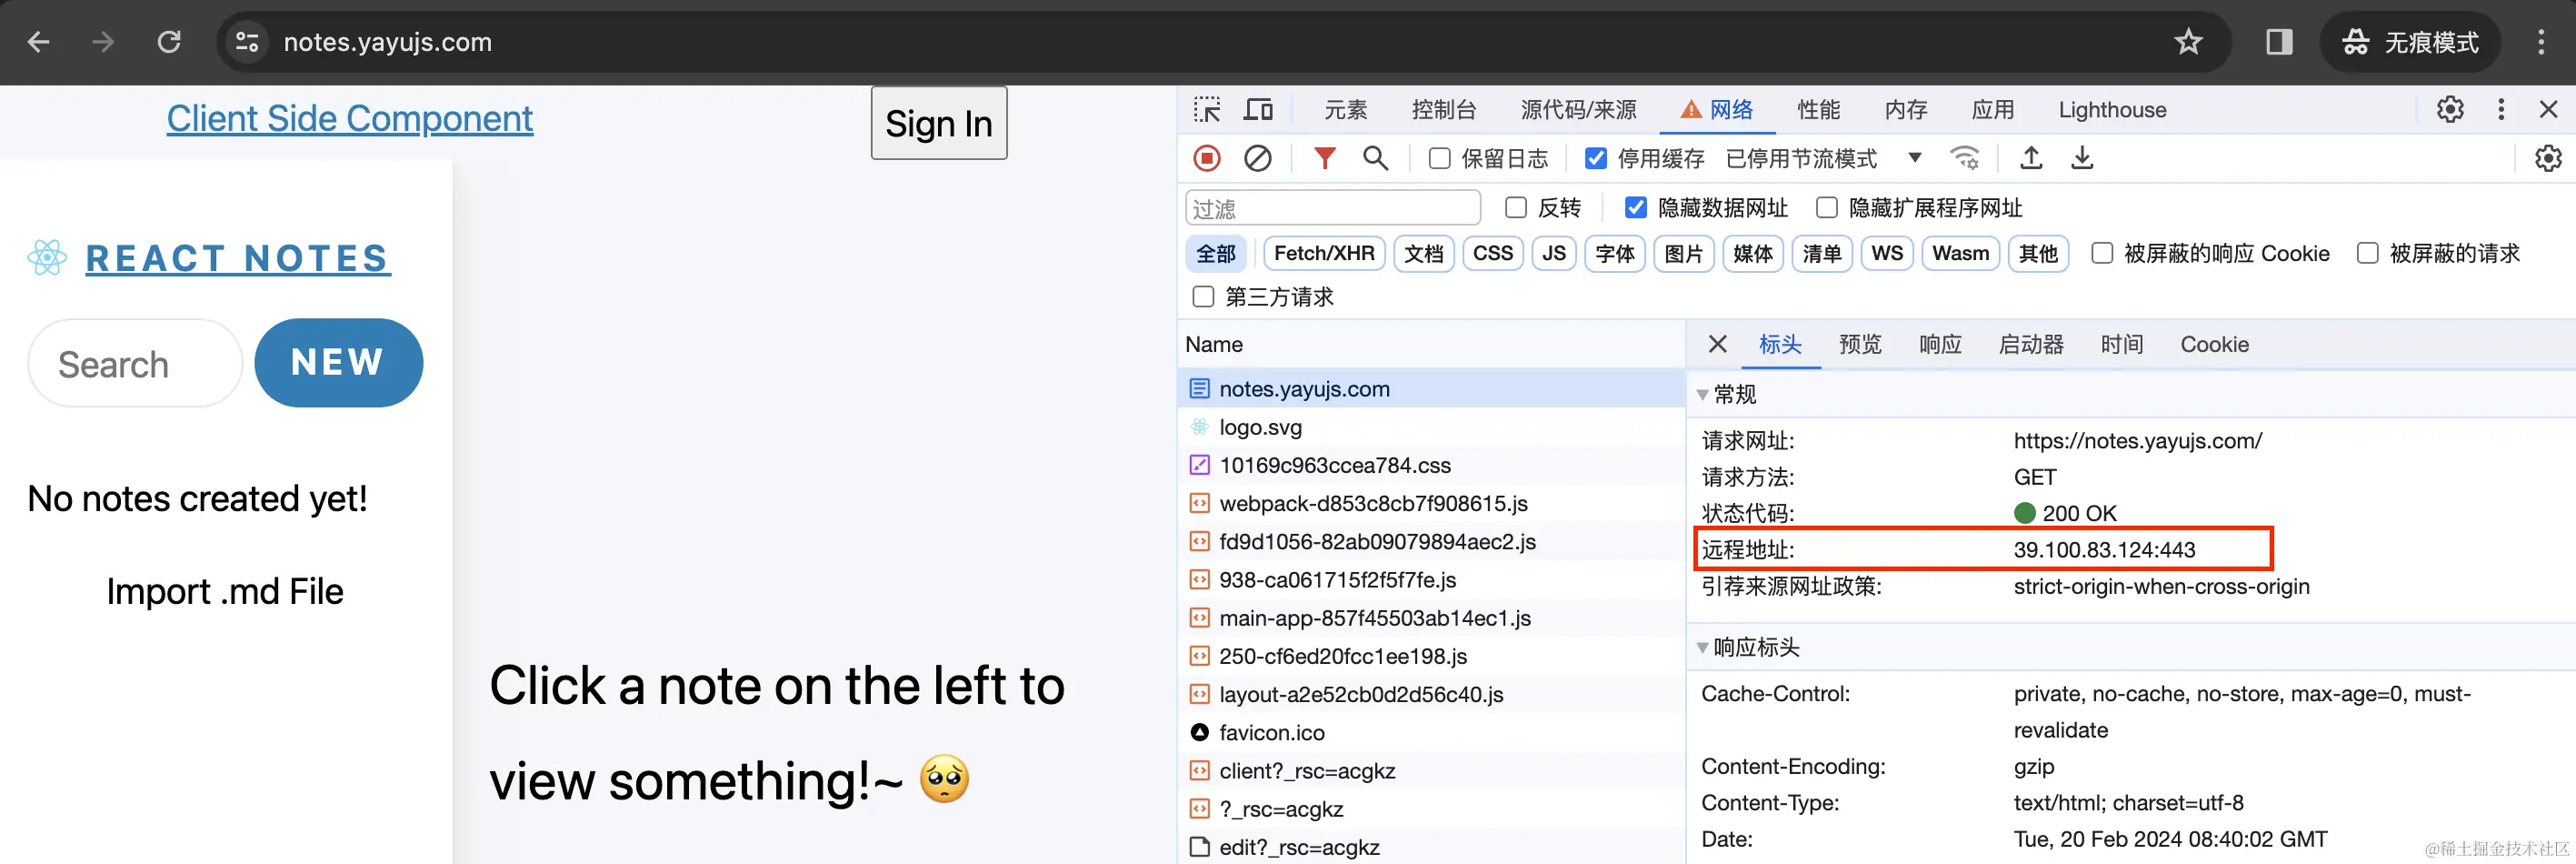 notes.yayujs.com
无痕模式
Client Side Component
Sign In
REACT NOTES
Search
NEW
No notes created yet!
Import .md File
Click a note on the left to
view something!~ 🥺
元素 控制台 源代码/来源 网络 性能 内存 应用 Lighthouse
保留日志 停用缓存 已停用节流模式
过滤 反转 隐藏数据网址 隐藏扩展程序网址
全部 Fetch/XHR 文档 CSS JS 字体 图片 媒体 清单 WS Wasm 其他 被屏蔽的响应 Cookie 被屏蔽的请求
第三方请求
Name
notes.yayujs.com
logo.svg
10169c963ccea784.css
webpack-d853c8cb7f908615.js
fd9d1056-82ab09079894aec2.js
938-ca061715f2f5f7fe.js
main-app-857f45503ab14ec1.js
250-cf6ed20fcc1ee198.js
layout-a2e52cb0d2d56c40.js
favicon.ico
client?_rsc=acgkz
?_rsc=acgkz
edit?_rsc=acgkz
标头 预览 响应 启动器 时间 Cookie
常规
请求网址: https://notes.yayujs.com/
请求方法: GET
状态代码: 200 OK
远程地址: 39.100.83.124:443
引荐来源网址政策: strict-origin-when-cross-origin
响应标头
Cache-Control: private, no-cache, no-store, max-age=0, must-
revalidate
Content-Encoding: gzip
Content-Type: text/html; charset=utf-8
Date: Tue, 20 Feb 2024 08:40:02 GMT
@稀土掘金技术社区